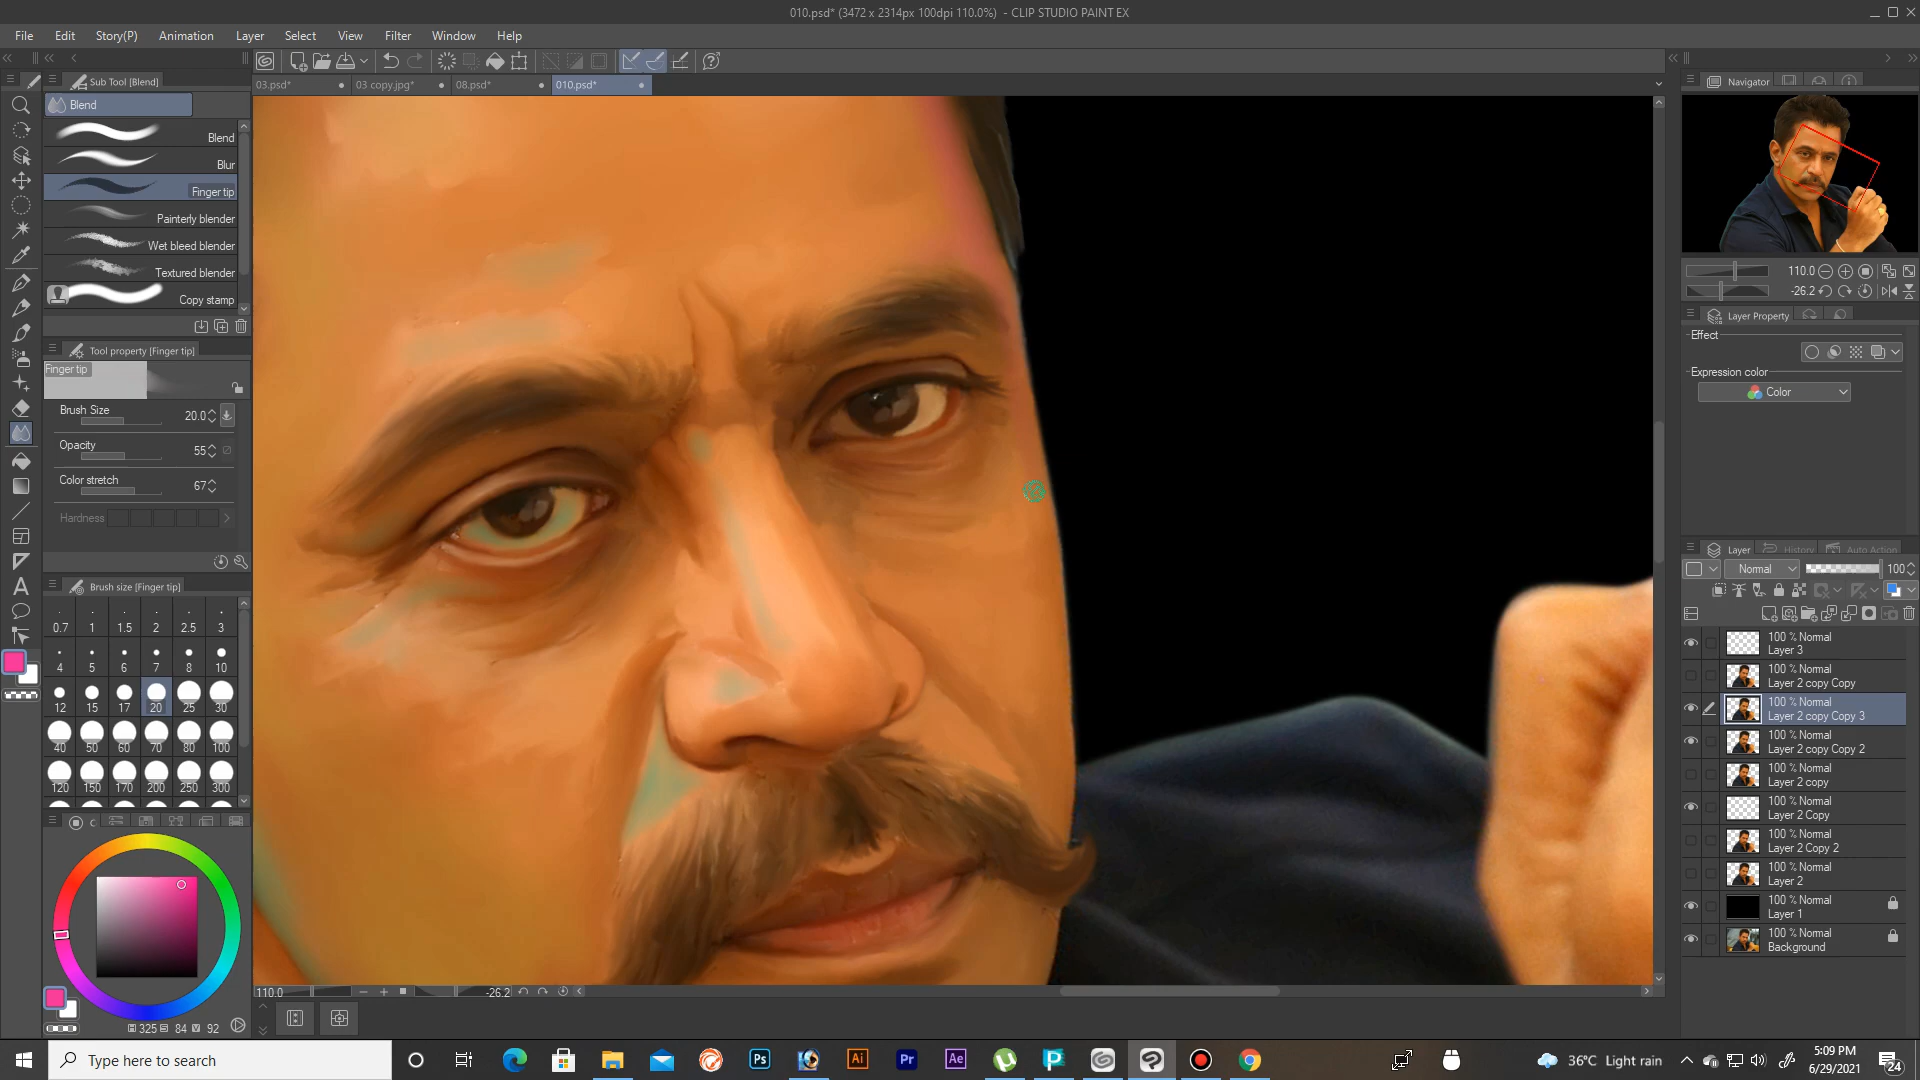 010.psd* (3472 x 2314px 100dpi 110.0%)  - CLIP STUDIO PAINT EX
File Edit Story(P) Animation Layer Select View Filter Window Help
Sub Tool [Blend]
03.psd* 03 copy.jpg* 08.psd* 010.psd*
Navigator
Blend
Blend
Blur
Finger tip
Painterly blender
Wet bleed blender
Textured blender
Copy stamp
110.0
-26.2
Layer Property
Effect
Expression color
Color
Tool property [Finger tip]
Finger tip
Brush Size 20.0
Opacity 55
Color stretch 67
Hardness
Brush size [Finger tip]
0.7 1 1.5 2 2.5 3
4 5 6 7 8 10
12 15 17 20 25 30
40 50 60 70 80 100
120 150 170 200 250 300
Layer History Auto Action
Normal 100
100 % Normal
Layer 3
100 % Normal
Layer 2 copy Copy
100 % Normal
Layer 2 copy Copy 3
100 % Normal
Layer 2 copy Copy 2
100 % Normal
Layer 2 copy
100 % Normal
Layer 2 Copy
100 % Normal
Layer 2 Copy 2
100 % Normal
Layer 2
100 % Normal
Layer 1
100 % Normal
Background
110.0 -26.2
325 84 92
Type here to search
Ps Ai Pr Ae
36°C Light rain
5:09 PM
6/29/2021
24